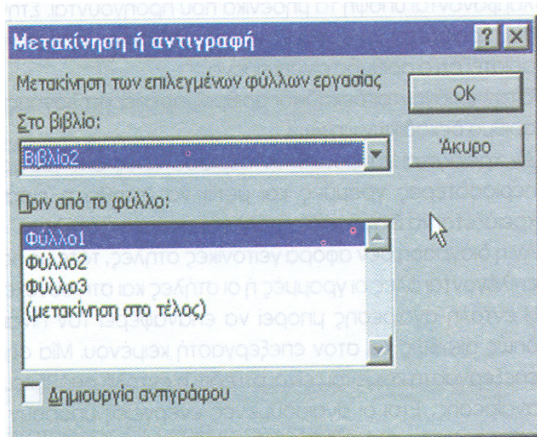 Μετακίνηση ή αντιγραφή
Μετακίνηση των επιλεγμένων φύλλων εργασίας
OK
Στο βιβλίο:
Άκυρο
Βιβλίο2
Πριν από το φύλλο:
Φύλλο1
Φύλλο2
Φύλλο3
(μετακίνηση στο τέλος)
Δημιουργία αντιγράφου